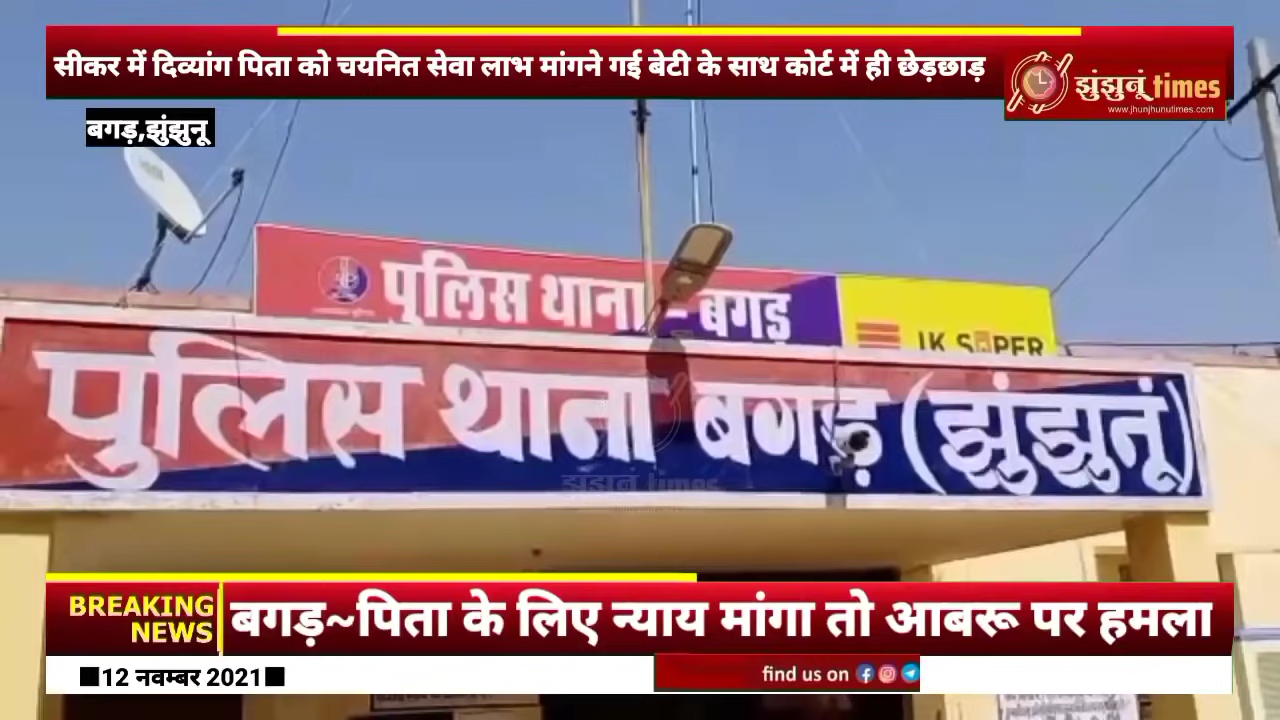 सीकर में दिव्यांग पिता को चयनित सेवा लाभ मांगने गई बेटी के साथ कोर्ट में ही छेड़छाड़
झुंझुनूं times
www.jhunjhunutimes.com
बगड़,झुंझुनू
पुलिस थाना - बगड़
JK SUPER
पुलिस थाना बगड़ (झुंझुनूं)
झुंझुनूं times
BREAKING NEWS
बगड़~पिता के लिए न्याय मांगा तो आबरू पर हमला
12 नवम्बर 2021
find us on